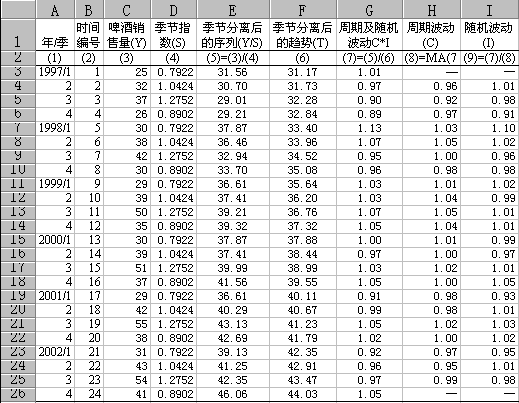 A B C D E F G H I
1 年/季 时间编号 啤酒销售量(Y) 季节指数(S) 季节分离后的序列(Y/S) 季节分离后的趋势(T) 周期及随机波动C*I 周期波动(C) 随机波动(I)
2 (1) (2) (3) (4) (5)=(3)/(4) (6) (7)=(5)/(6) (8)=MA(7 (9)=(7)/(8)
3 1997/1 1 25 0.7922 31.56 31.17 1.01 — —
4 2 2 32 1.0424 30.70 31.73 0.97 0.96 1.01
5 3 3 37 1.2752 29.01 32.28 0.90 0.92 0.98
6 4 4 26 0.8902 29.21 32.84 0.89 0.97 0.91
7 1998/1 5 30 0.7922 37.87 33.40 1.13 1.03 1.10
8 2 6 38 1.0424 36.46 33.96 1.07 1.05 1.02
9 3 7 42 1.2752 32.94 34.52 0.95 1.00 0.96
10 4 8 30 0.8902 33.70 35.08 0.96 0.98 0.98
11 1999/1 9 29 0.7922 36.61 35.64 1.03 1.01 1.02
12 2 10 39 1.0424 37.41 36.20 1.03 1.04 0.99
13 3 11 50 1.2752 39.21 36.76 1.07 1.05 1.01
14 4 12 35 0.8902 39.32 37.32 1.05 1.04 1.01
15 2000/1 13 30 0.7922 37.87 37.88 1.00 1.01 0.99
16 2 14 39 1.0424 37.41 38.44 0.97 1.00 0.97
17 3 15 51 1.2752 39.99 38.99 1.03 1.02 1.01
18 4 16 37 0.8902 41.56 39.55 1.05 1.00 1.05
19 2001/1 17 29 0.7922 36.61 40.11 0.91 0.98 0.93
20 2 18 42 1.0424 40.29 40.67 0.99 0.98 1.01
21 3 19 55 1.2752 43.13 41.23 1.05 1.02 1.03
22 4 20 38 0.8902 42.69 41.79 1.02 1.00 1.02
23 2002/1 21 31 0.7922 39.13 42.35 0.92 0.97 0.95
24 2 22 43 1.0424 41.25 42.91 0.96 0.95 1.01
25 3 23 54 1.2752 42.35 43.47 0.97 0.99 0.98
26 4 24 41 0.8902 46.06 44.03 1.05 — —